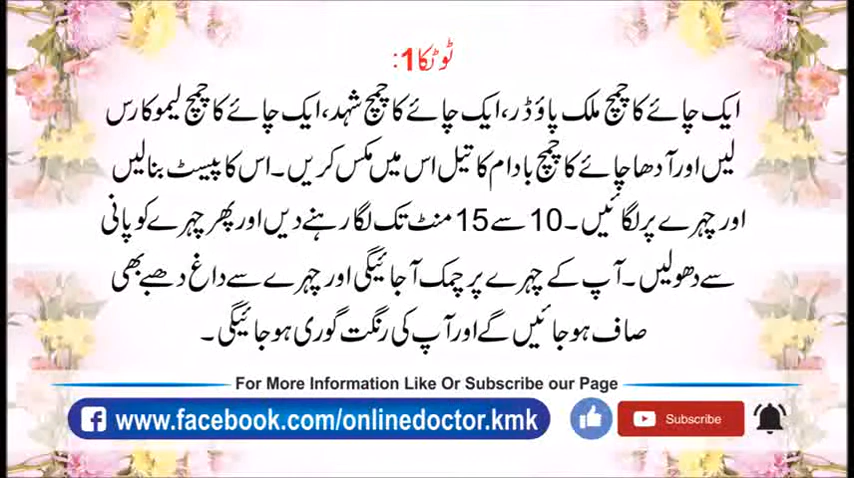 ٹوٹکا1:
ایک چائے کا چمچ ملک پاؤڈر، ایک چائے کا چمچ شہد، ایک چائے کا چمچ لیمو کا رس
لیں اور آدھا چائے کا چمچ بادام کا تیل اس میں مکس کریں۔ اس کا پیسٹ بنا لیں
اور چہرے پر لگائیں۔ 10 سے 15 منٹ تک لگا رہنے دیں اور پھر چہرے کو پانی
سے دھولیں۔ آپ کے چہرے پر چمک آجائیگی اور چہرے سے داغ دھبے بھی
صاف ہوجائیں گے اور آپ کی رنگت گوری ہوجائیگی۔
For More Information Like Or Subscribe our Page
www.facebook.com/onlinedoctor.kmk
Subscribe